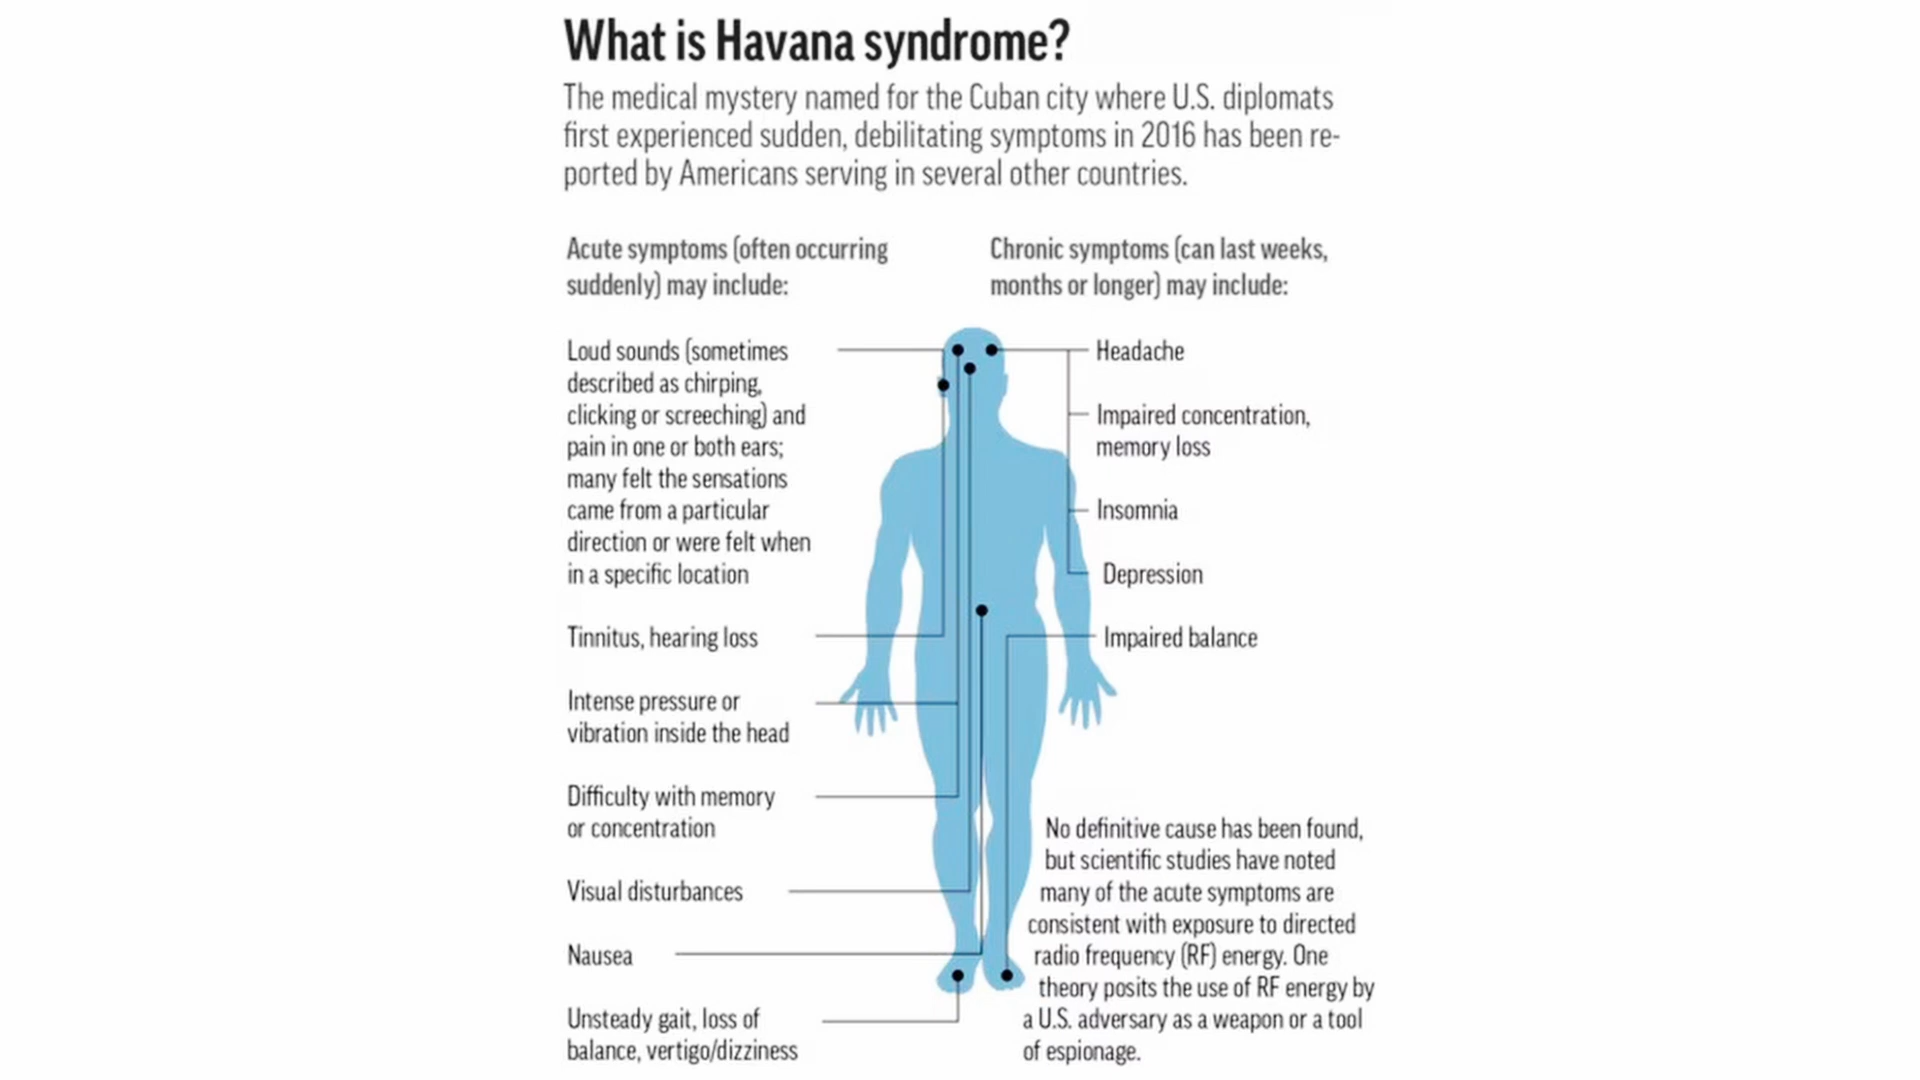 What is Havana syndrome?
The medical mystery named for the Cuban city where U.S. diplomats
first experienced sudden, debilitating symptoms in 2016 has been re-
ported by Americans serving in several other countries.
Acute symptoms (often occurring
suddenly) may include:
Loud sounds (sometimes
described as chirping,
clicking or screeching) and
pain in one or both ears;
many felt the sensations
came from a particular
direction or were felt when
in a specific location
Tinnitus, hearing loss
Intense pressure or
vibration inside the head
Difficulty with memory
or concentration
Visual disturbances
Nausea
Unsteady gait, loss of
balance, vertigo/dizziness
Chronic symptoms (can last weeks,
months or longer) may include:
Headache
Impaired concentration,
memory loss
Insomnia
Depression
Impaired balance
No definitive cause has been found,
but scientific studies have noted
many of the acute symptoms are
consistent with exposure to directed
radio frequency (RF) energy. One
theory posits the use of RF energy by
a U.S. adversary as a weapon or a tool
of espionage.